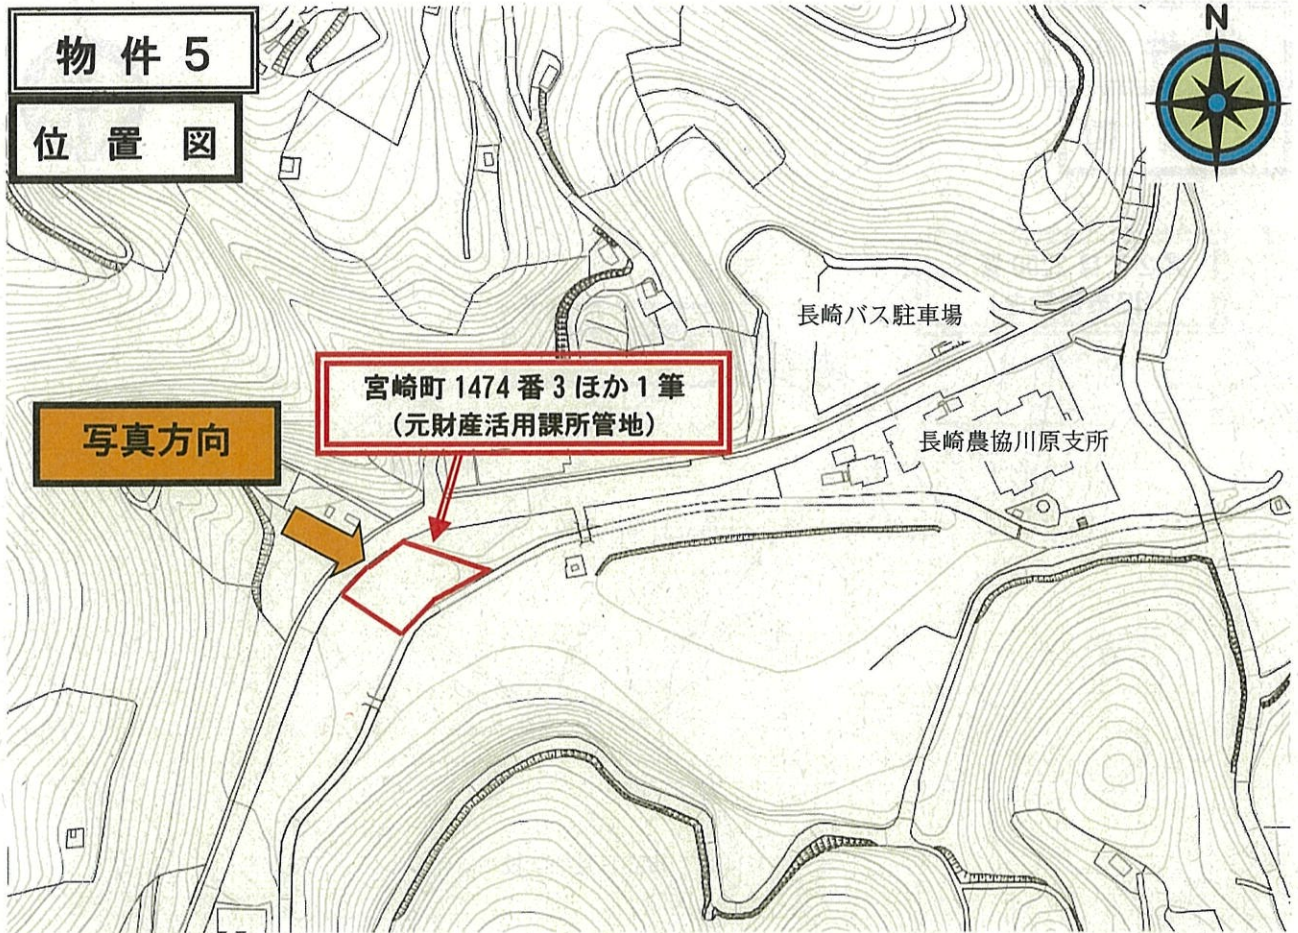 物件5
位置図
N
長崎バス駐車場
宮崎町1474番3ほか1筆
(元財産活用課所管地)
写真方向
長崎農協川原支所